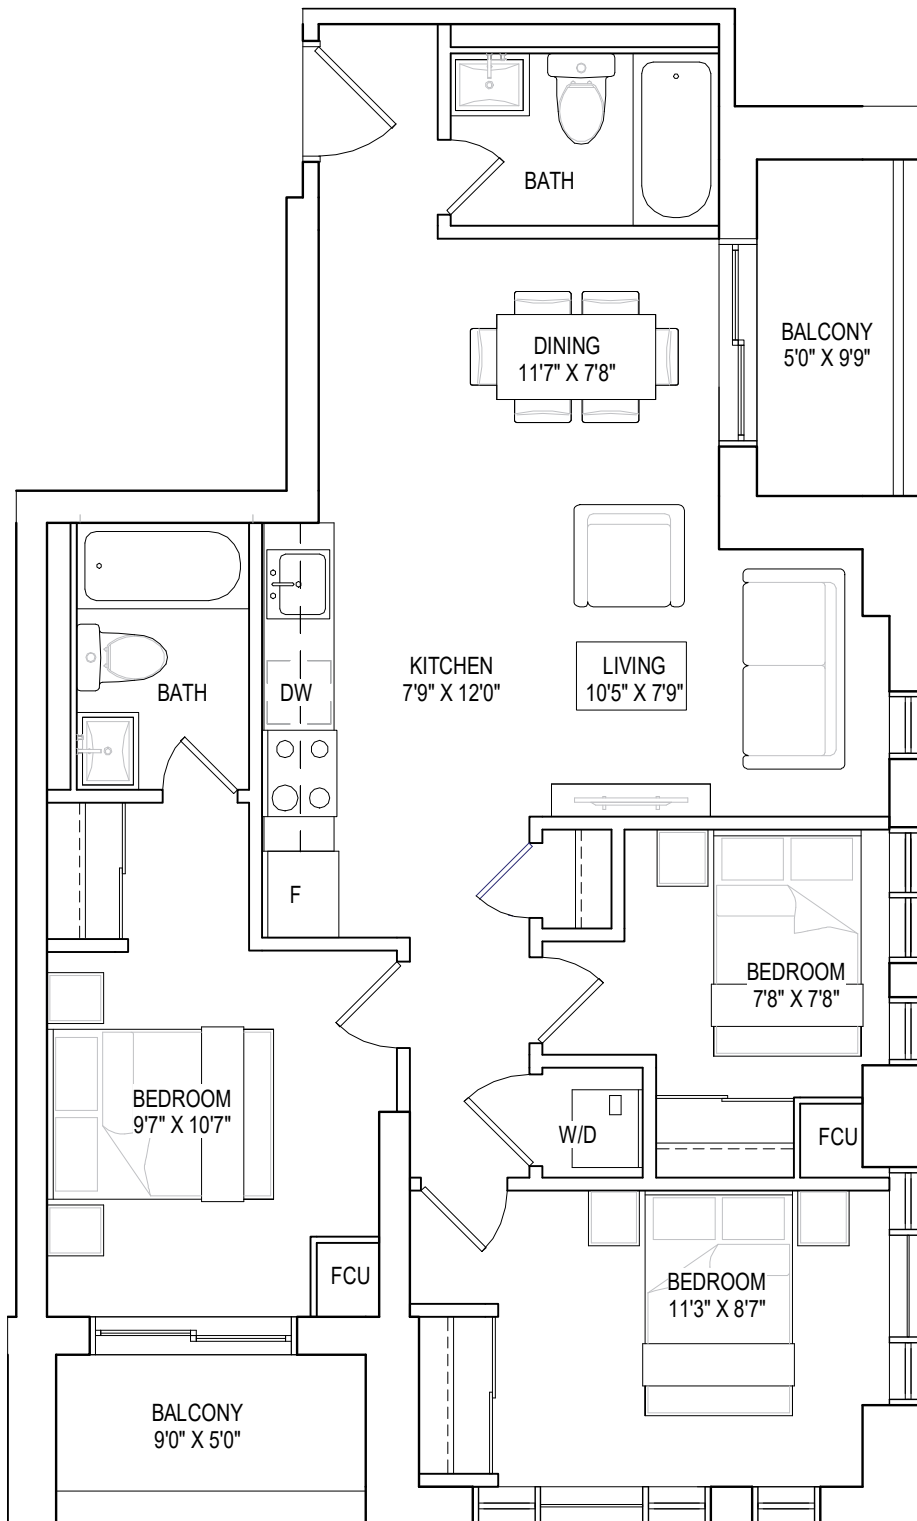 BATH
DINING
11'7" X 7'8"
BALCONY
5'0" X 9'9"
KITCHEN
7'9" X 12'0"
LIVING
10'5" X 7'9"
BATH
DW
F
BEDROOM
7'8" X 7'8"
BEDROOM
9'7" X 10'7"
W/D
FCU
FCU
BEDROOM
11'3" X 8'7"
BALCONY
9'0" X 5'0"